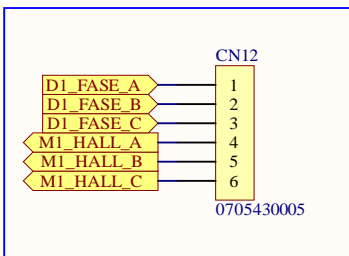 CN12
D1_FASE_A 1
D1_FASE_B 2
D1_FASE_C 3
M1_HALL_A 4
M1_HALL_B 5
M1_HALL_C 6
0705430005